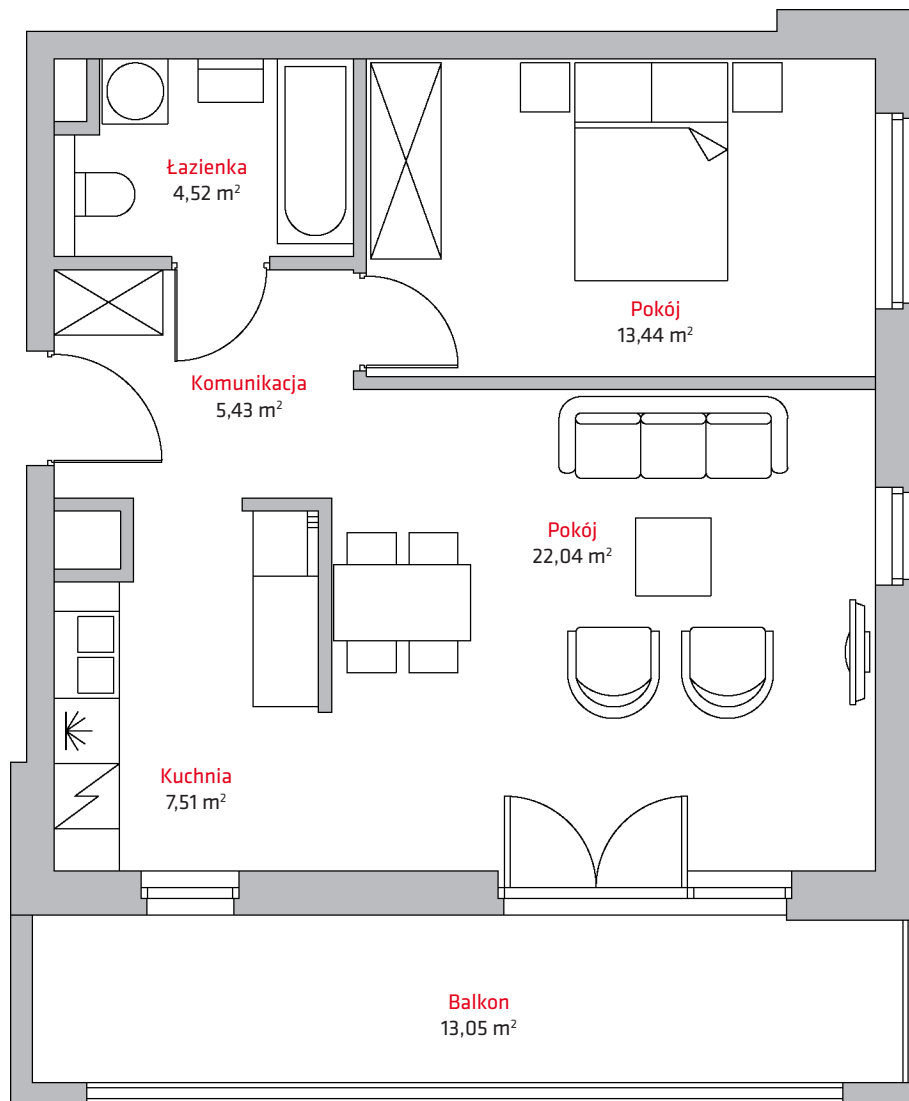 Łazienka
4,52 m²
Pokój
13,44 m²
Komunikacja
5,43 m²
Pokój
22,04 m²
Kuchnia
7,51 m²
Balkon
13,05 m²